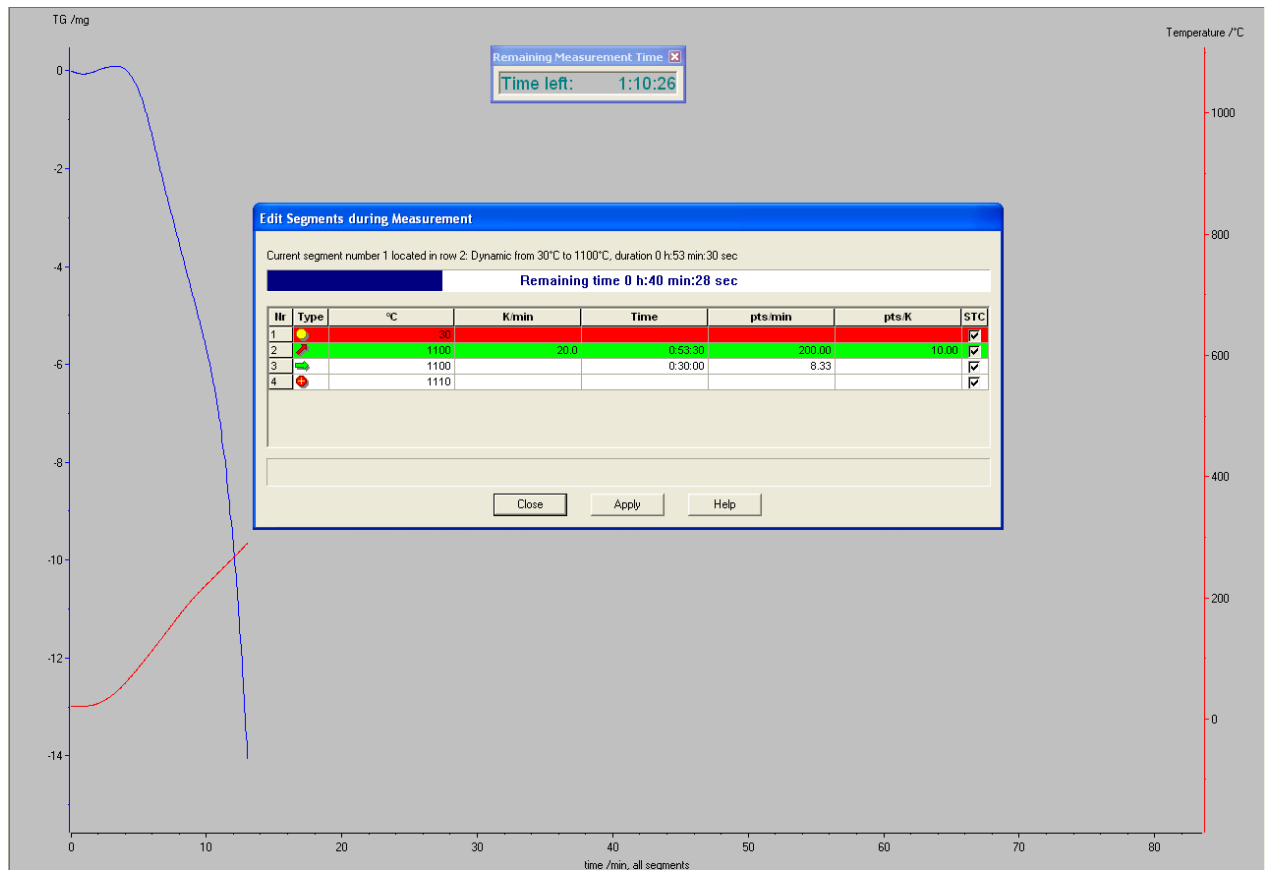 TG /mg
Temperature /°C
Remaining Measurement Time
Time left: 1:10:26
0
1000
-2
Edit Segments during Measurement
800
Current segment number 1 located in row 2: Dynamic from 30°C to 1100°C, duration 0 h:53 min:30 sec
-4
Remaining time 0 h:40 min:28 sec
Nr Type °C K/min Time pts/min pts/K STC
1 30
2 1100 20.0 0:53:30 200.00 10.00
600
3 1100 0:30:00 8.33
-6
4 1110
-8
400
Close Apply Help
-10
200
-12
0
-14
0 10 20 30 40 50 60 70 80
time /min, all segments